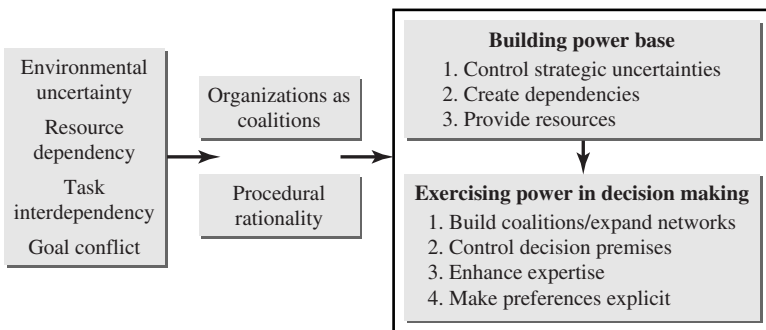 Environmental
uncertainty
Resource
dependency
Task
interdependency
Goal conflict
Organizations as
coalitions
Procedural
rationality
Building power base
1. Control strategic uncertainties
2. Create dependencies
3. Provide resources
Exercising power in decision making
1. Build coalitions/expand networks
2. Control decision premises
3. Enhance expertise
4. Make preferences explicit